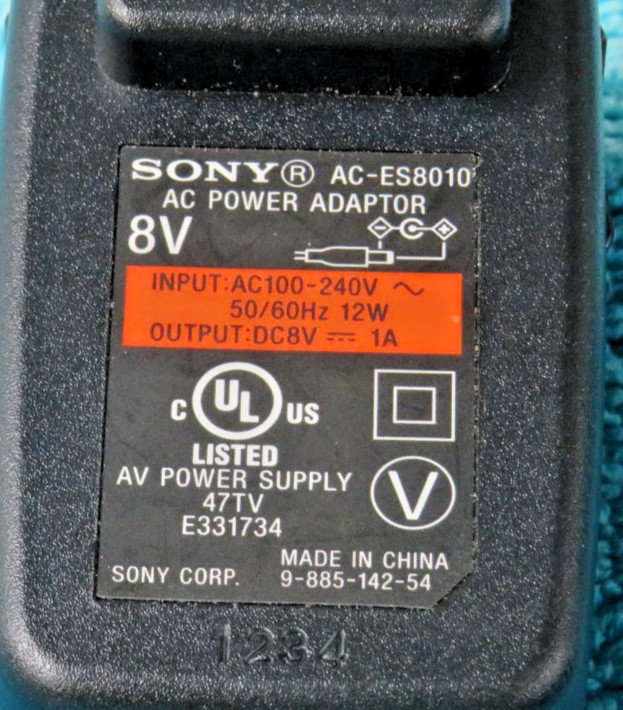 SONY® AC-ES8010
AC POWER ADAPTOR
8V
INPUT:AC100-240V ~
50/60Hz 12W
OUTPUT:DC8V ⎓ 1A
C UL US
LISTED
AV POWER SUPPLY
47TV
E331734
V
MADE IN CHINA
SONY CORP. 9-885-142-54
1234